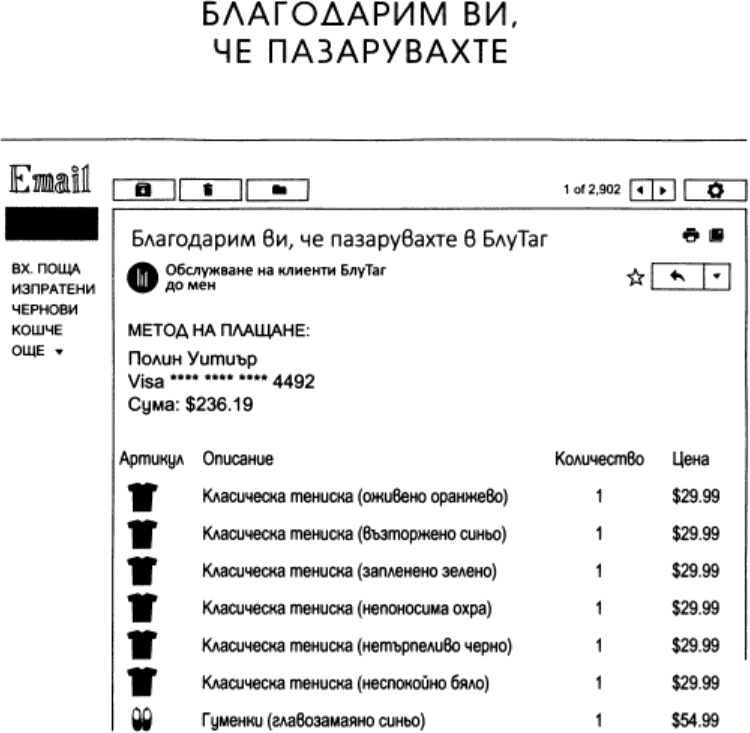 БЛАГОДАРИМ ВИ,
ЧЕ ПАЗАРУВАХТЕ
Email
1 of 2,902
Благодарим ви, че пазарувахте в БлуТаг
ВХ. ПОЩА
ИЗПРАТЕНИ
ЧЕРНОВИ
КОШЧЕ
ОЩЕ
Обслужване на клиенти БлуТаг
до мен
МЕТОД НА ПЛАЩАНЕ:
Полин Уитиър
Visa **** **** **** 4492
Сума: $236.19
Артикул Описание Количество Цена
Класическа тениска (оживено оранжево) 1 $29.99
Класическа тениска (възторжено синьо) 1 $29.99
Класическа тениска (запленено зелено) 1 $29.99
Класическа тениска (непоносима охра) 1 $29.99
Класическа тениска (нетърпеливо черно) 1 $29.99
Класическа тениска (неспокойно бяло) 1 $29.99
Гуменки (главозамаяно синьо) 1 $54.99